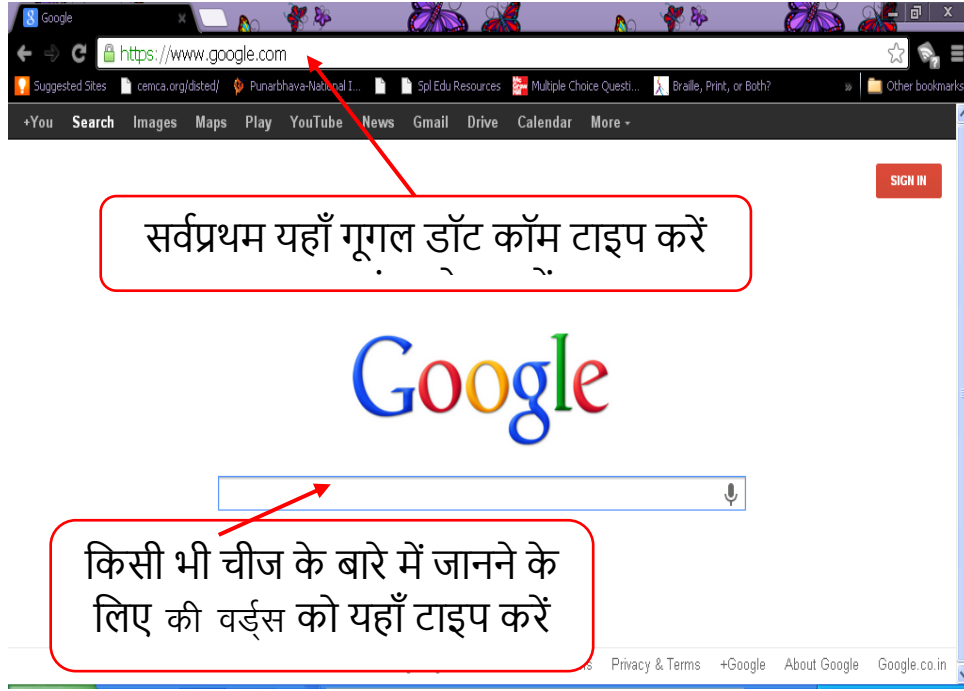 Google
https://www.google.com
Suggested Sites cemca.org/disted/ Punarbhava-National I... Spl Edu Resources Multiple Choice Questi... Braille, Print, or Both? » Other bookmarks
+You Search Images Maps Play YouTube News Gmail Drive Calendar More
SIGN IN
सर्वप्रथम यहाँ गूगल डॉट कॉम टाइप करें
Google
किसी भी चीज के बारे में जानने के
लिए की वर्ड्स को यहाँ टाइप करें
Privacy & Terms +Google About Google Google.co.in